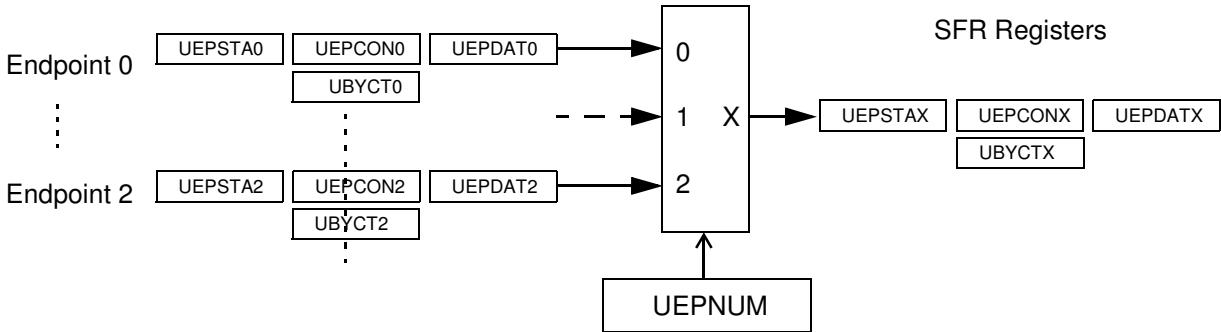 SFR Registers
Endpoint 0 UEPSTA0 UEPCON0 UEPDAT0 0
UBYCT0
1 X UEPSTAX UEPCONX UEPDATX
UBYCTX
Endpoint 2 UEPSTA2 UEPCON2 UEPDAT2 2
UBYCT2
UEPNUM